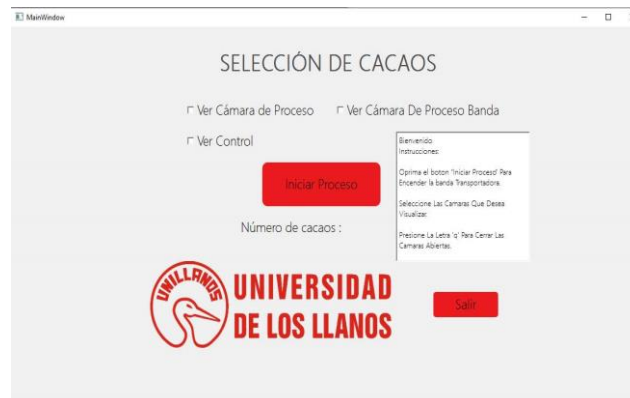 MainWindow
SELECCIÓN DE CACAOS
Ver Cámara de Proceso
Ver Cámara De Proceso Banda
Ver Control
Bienvenido
Instrucciones:
Oprima el boton 'Iniciar Proceso' Para
Encender la banda Transportadora.
Seleccione Las Camaras Que Desea
Visualizar.
Presione La Letra 'q' Para Cerrar Las
Camaras Abiertas.
Iniciar Proceso
Número de cacaos :
UNILLANOS
UNIVERSIDAD
DE LOS LLANOS
Salir